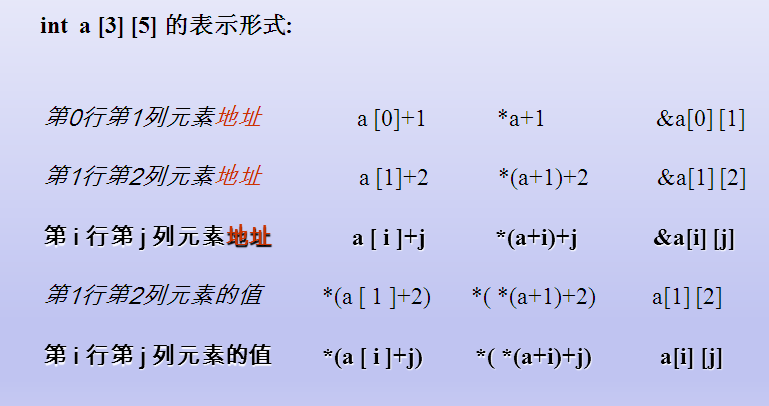 int a [3] [5] 的表示形式:
第0行第1列元素地址 a [0]+1 *a+1 &a[0] [1]
第1行第2列元素地址 a [1]+2 *(a+1)+2 &a[1] [2]
第 i 行第 j 列元素地址 a [ i ]+j *(a+i)+j &a[i] [j]
第1行第2列元素的值 *(a [ 1 ]+2) *( *(a+1)+2) a[1] [2]
第 i 行第 j 列元素的值 *(a [ i ]+j) *( *(a+i)+j) a[i] [j]